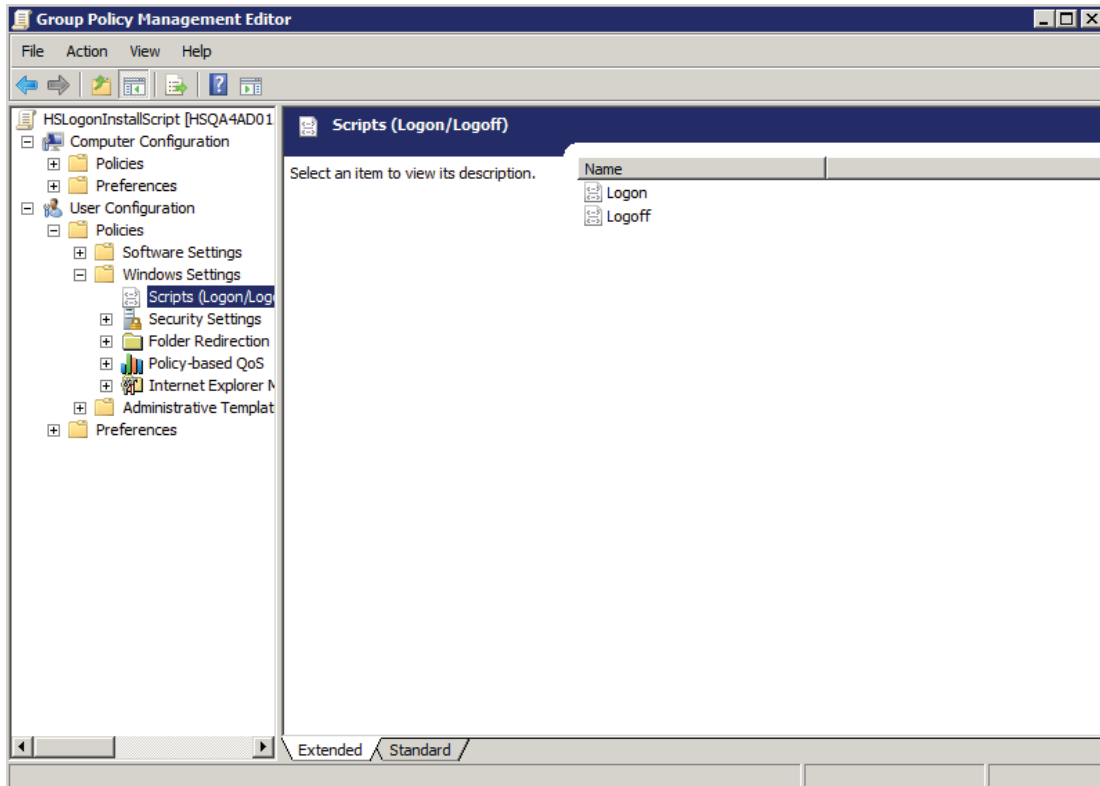 Group Policy Management Editor
File Action View Help
HSLogonInstallScript [HSQA4AD01
Computer Configuration
Policies
Preferences
User Configuration
Policies
Software Settings
Windows Settings
Scripts (Logon/Logo
Security Settings
Folder Redirection
Policy-based QoS
Internet Explorer M
Administrative Templat
Preferences
Scripts (Logon/Logoff)
Select an item to view its description.
Name
Logon
Logoff
Extended Standard